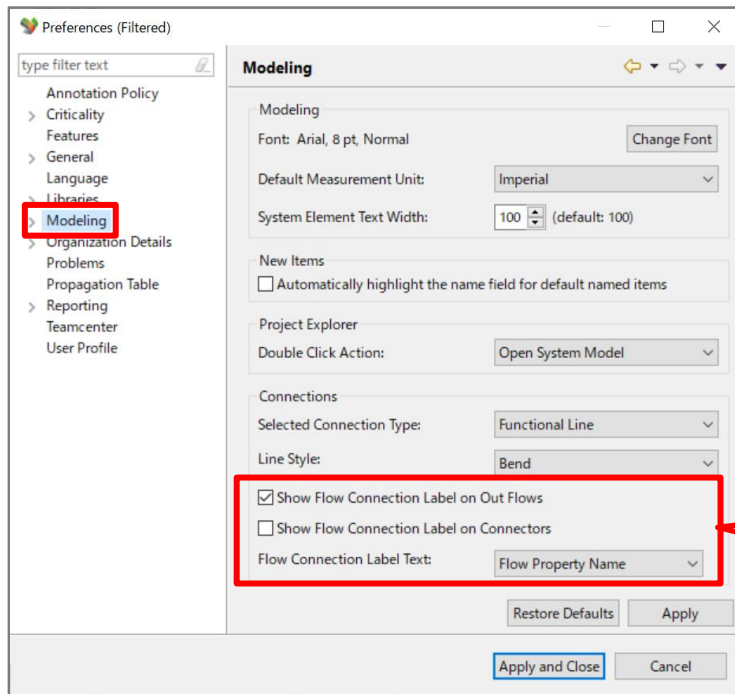 Preferences (Filtered)
type filter text
Annotation Policy
Criticality
Features
General
Language
Libraries
Modeling
Organization Details
Problems
Propagation Table
Reporting
Teamcenter
User Profile
Modeling
Modeling
Font: Arial, 8 pt, Normal
Change Font
Default Measurement Unit:
Imperial
System Element Text Width:
100
(default: 100)
New Items
Automatically highlight the name field for default named items
Project Explorer
Double Click Action:
Open System Model
Connections
Selected Connection Type:
Functional Line
Line Style:
Bend
Show Flow Connection Label on Out Flows
Show Flow Connection Label on Connectors
Flow Connection Label Text:
Flow Property Name
Restore Defaults
Apply
Apply and Close
Cancel